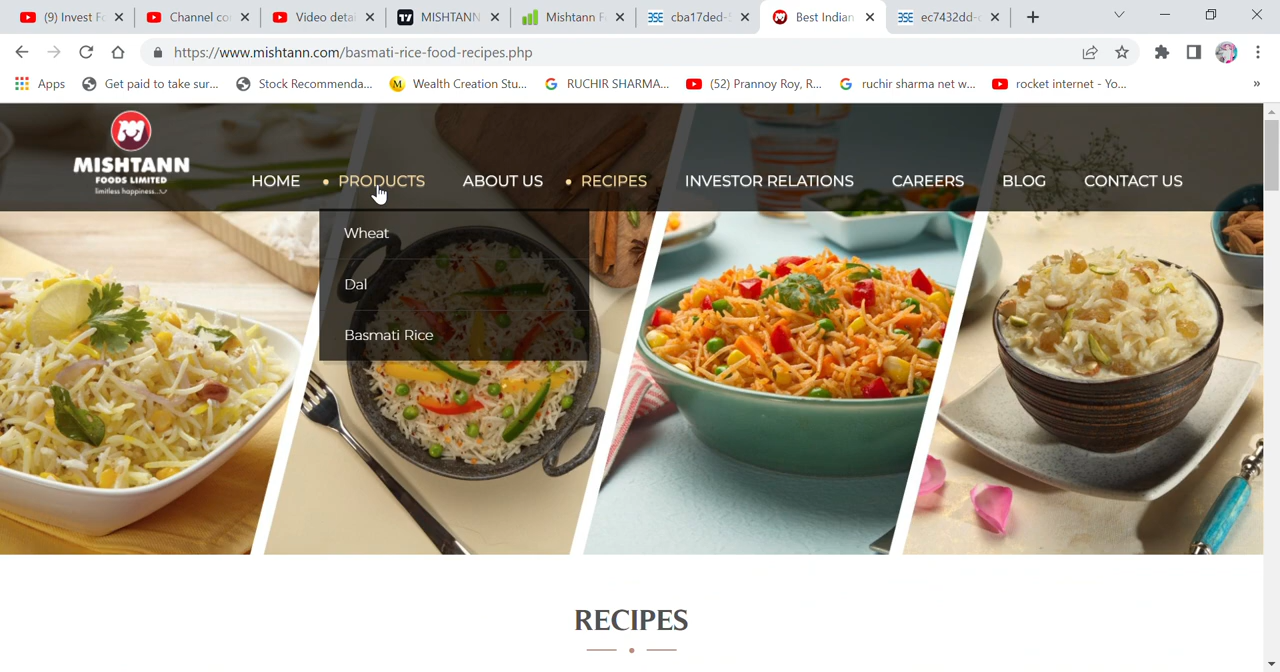 (9) Invest Fo
Channel co
Video detai
MISHTANN
Mishtann F
cba17ded-5
Best Indian
ec7432dd-c
https://www.mishtann.com/basmati-rice-food-recipes.php
Apps
Get paid to take sur...
Stock Recommenda...
Wealth Creation Stu...
RUCHIR SHARMA...
(52) Prannoy Roy, R...
ruchir sharma net w...
rocket internet - Yo...
»
MISHTANN
FOODS LIMITED
limitless happiness...
HOME
PRODUCTS
ABOUT US
RECIPES
INVESTOR RELATIONS
CAREERS
BLOG
CONTACT US
Wheat
Dal
Basmati Rice
RECIPES